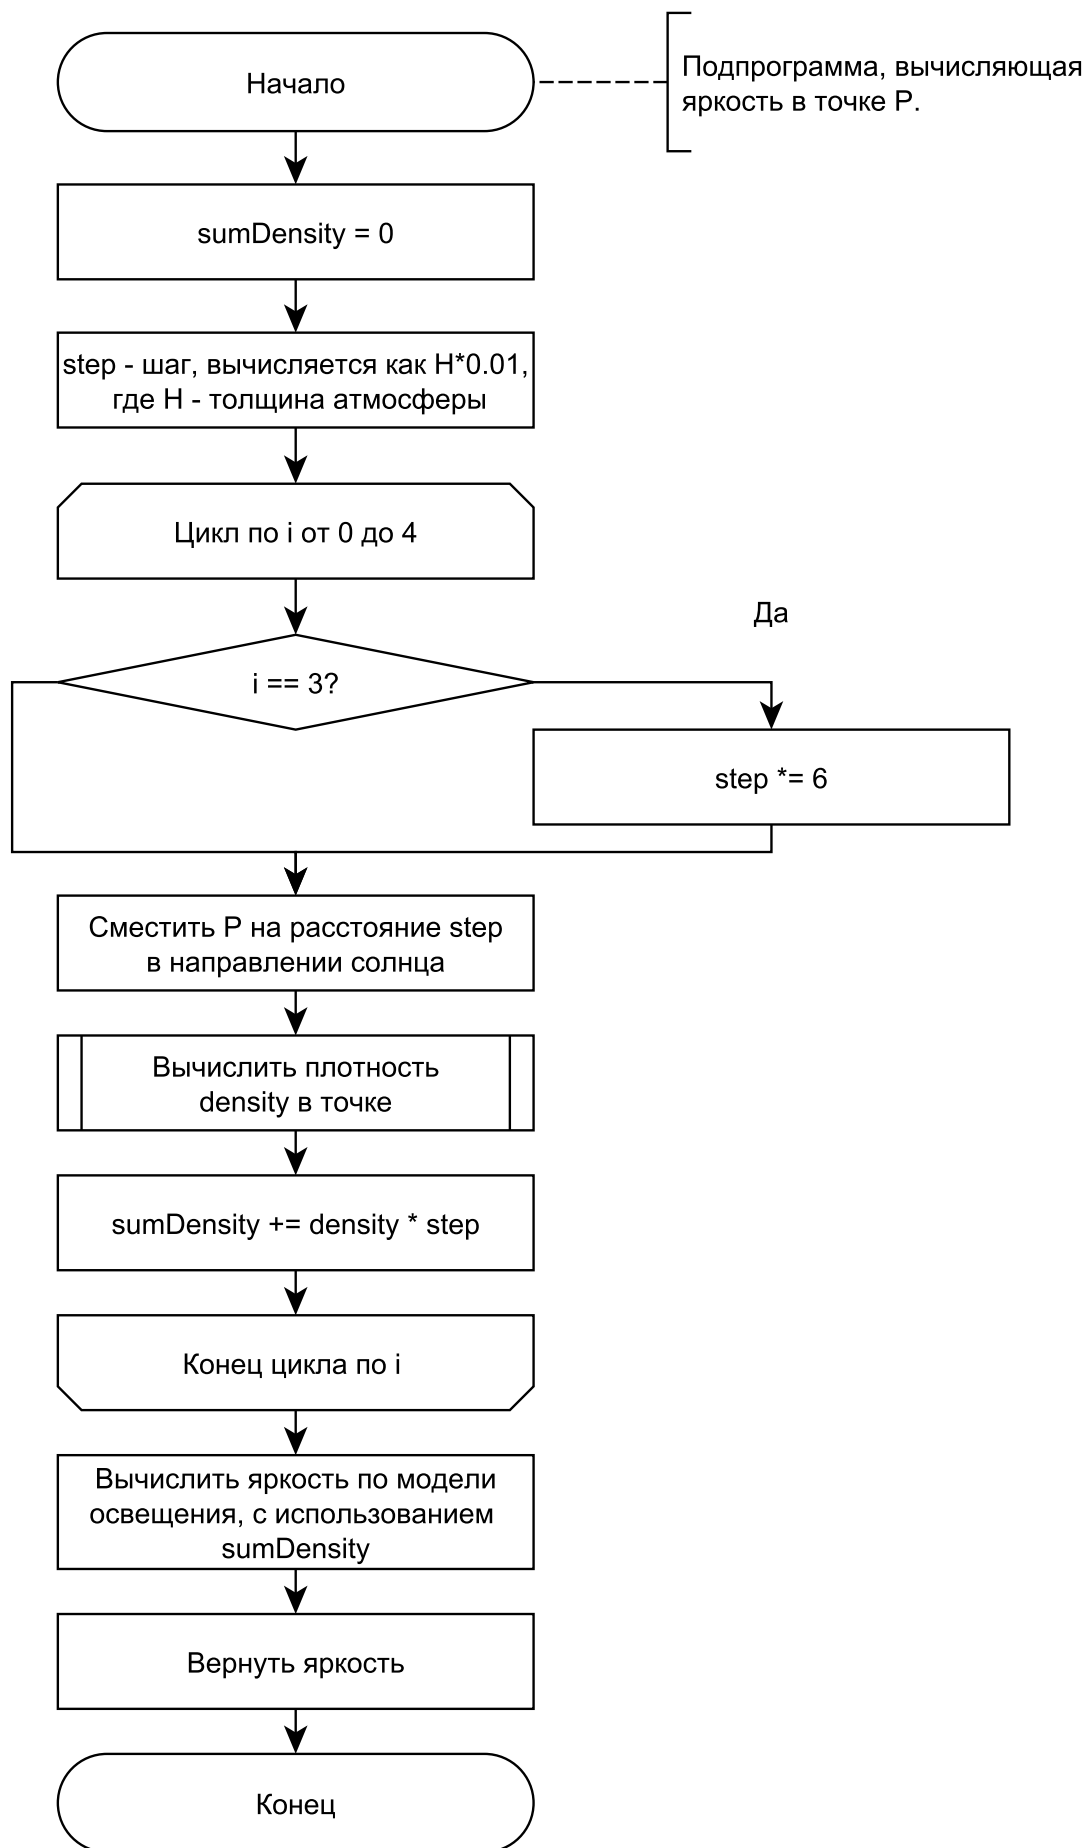 Начало
Подпрограмма, вычисляющая
яркость в точке P.
sumDensity = 0
step - шаг, вычисляется как H*0.01,
где H - толщина атмосферы
Цикл по i от 0 до 4
Да
i == 3?
step *= 6
Сместить P на расстояние step
в направлении солнца
Вычислить плотность
density в точке
sumDensity += density * step
Конец цикла по i
Вычислить яркость по модели
освещения, с использованием
sumDensity
Вернуть яркость
Конец